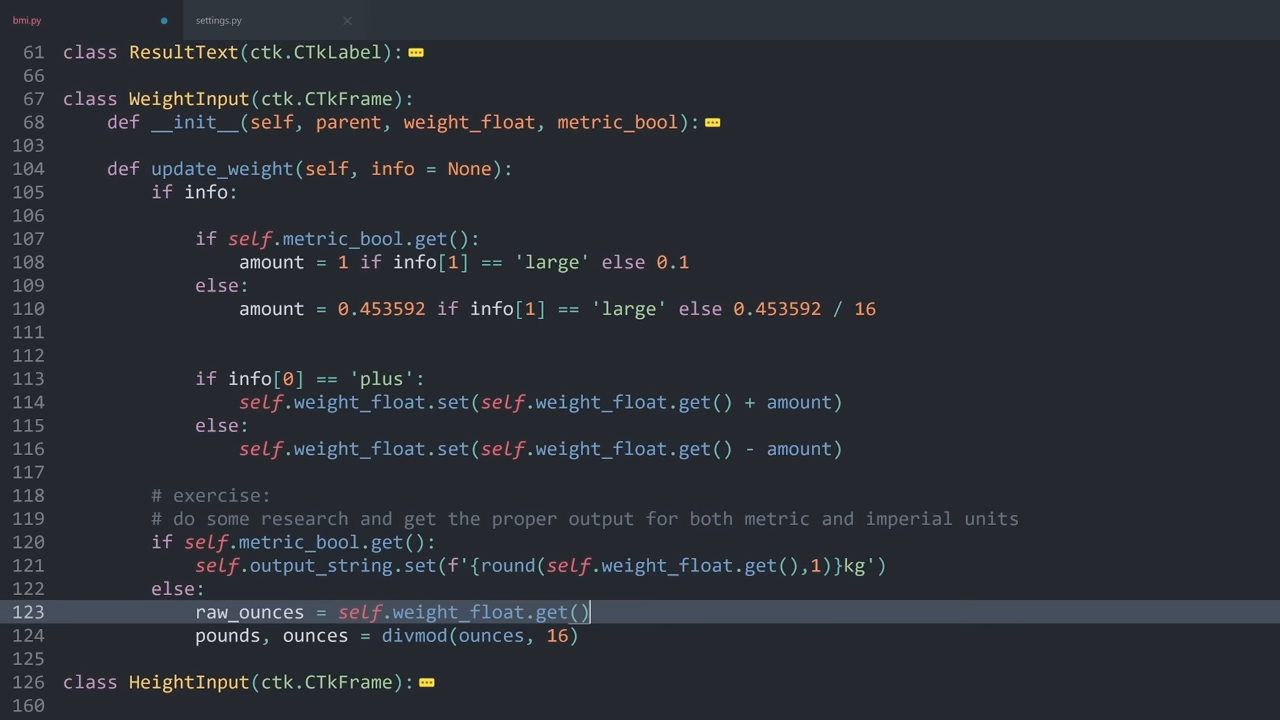 bmi.py
settings.py
61 class ResultText(ctk.CTkLabel):
66
67 class WeightInput(ctk.CTkFrame):
68     def __init__(self, parent, weight_float, metric_bool):
103
104     def update_weight(self, info = None):
105         if info:
106
107             if self.metric_bool.get():
108                 amount = 1 if info[1] == 'large' else 0.1
109             else:
110                 amount = 0.453592 if info[1] == 'large' else 0.453592 / 16
111
112
113             if info[0] == 'plus':
114                 self.weight_float.set(self.weight_float.get() + amount)
115             else:
116                 self.weight_float.set(self.weight_float.get() - amount)
117
118         # exercise:
119         # do some research and get the proper output for both metric and imperial units
120         if self.metric_bool.get():
121             self.output_string.set(f'{round(self.weight_float.get(),1)}kg')
122         else:
123             raw_ounces = self.weight_float.get()
124             pounds, ounces = divmod(ounces, 16)
125
126 class HeightInput(ctk.CTkFrame):
160